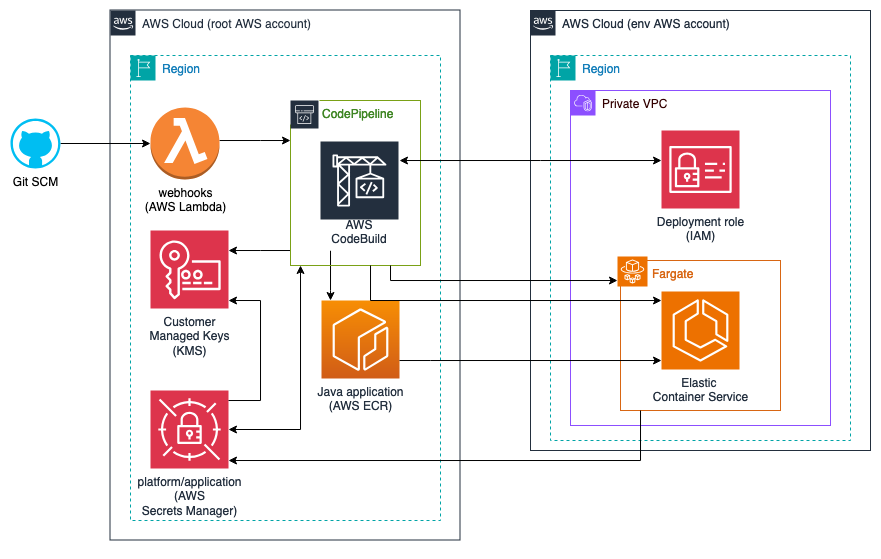 aws
AWS Cloud (root AWS account)
Region
CodePipeline
Git SCM
webhooks
(AWS Lambda)
AWS
CodeBuild
Customer
Managed Keys
(KMS)
Java application
(AWS ECR)
platform/application
(AWS
Secrets Manager)
aws
AWS Cloud (env AWS account)
Region
Private VPC
Deployment role
(IAM)
Fargate
Elastic
Container Service